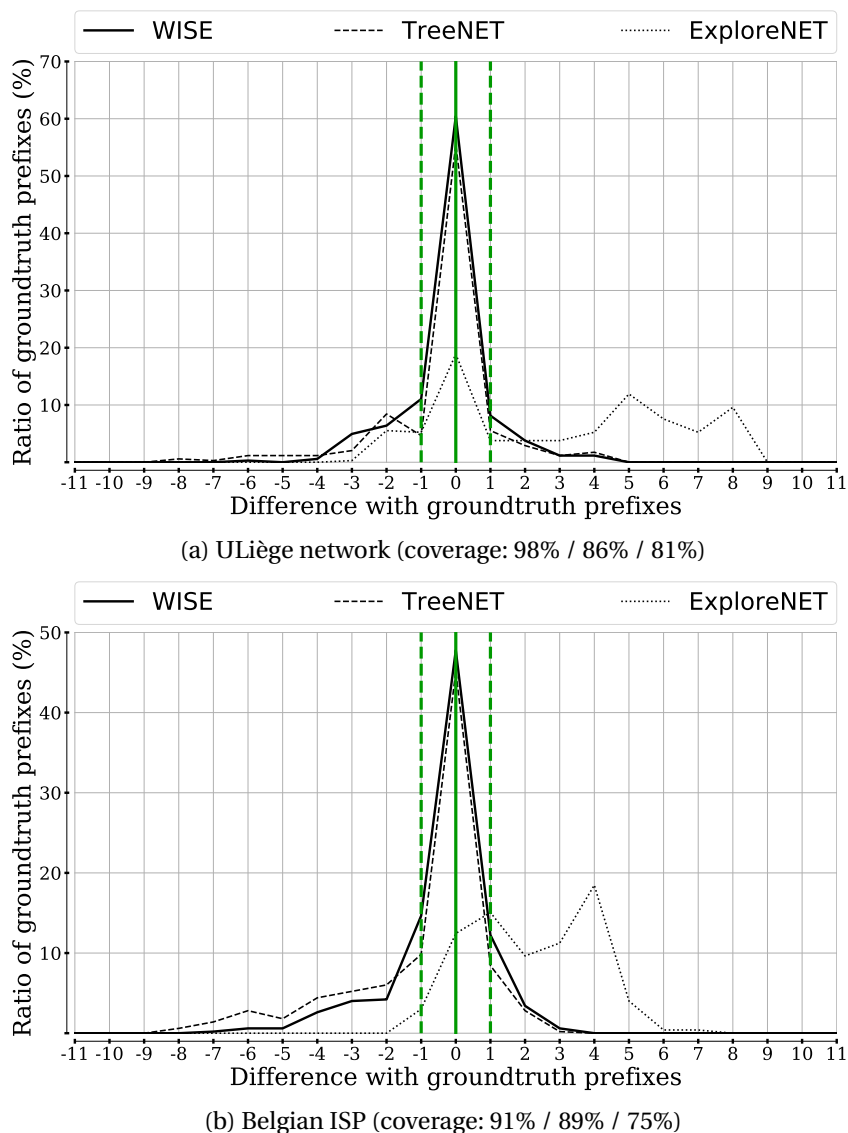 WISE TreeNET ExploreNET
Ratio of groundtruth prefixes (%)
70
60
50
40
30
20
10
-11 -10 -9 -8 -7 -6 -5 -4 -3 -2 -1 0 1 2 3 4 5 6 7 8 9 10 11
Difference with groundtruth prefixes
(a) ULiège network (coverage: 98% / 86% / 81%)
WISE TreeNET ExploreNET
Ratio of groundtruth prefixes (%)
50
40
30
20
10
-11 -10 -9 -8 -7 -6 -5 -4 -3 -2 -1 0 1 2 3 4 5 6 7 8 9 10 11
Difference with groundtruth prefixes
(b) Belgian ISP (coverage: 91% / 89% / 75%)